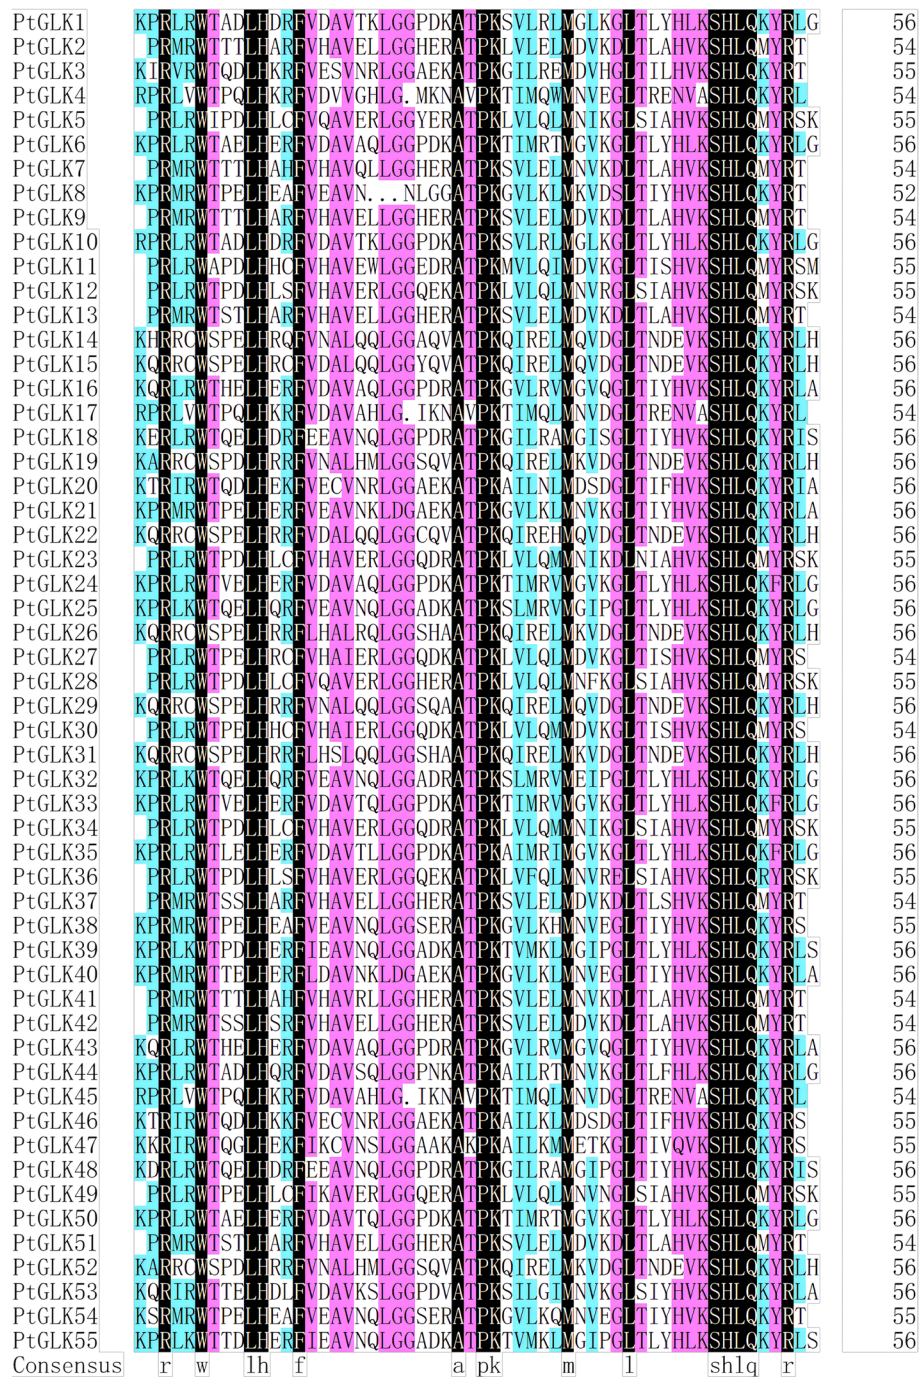 PtGLK1 KPRLRWTADLHDRFVDAVTKLGGPDKATPKSVLRLMGLKGLTLYHLKSHLQKYRLG 56
PtGLK2 PRMRWTTTLHARFVHAVELLGGHERATPKLVLELMDVKDLTLAHVKSHLQMYRT 54
PtGLK3 KIRVRWTQDLHKRFVESVNRLGGAEKATPKGILREMDVHGLTILHVKSHLQKYRT 55
PtGLK4 RPRLVWTPQLHKRFVDVVGHLG.MKNAVPKTIMQWMNVEGLTRENVASHLQKYRL 54
PtGLK5 PRLRWIPDLHLCFVQAVERLGGYERATPKLVLQLMNIKGLSIAHVKSHLQMYRSK 55
PtGLK6 KPRLRWTAELHERFVDAVAQLGGPDKATPKTIMRTMGVKGLTLYHLKSHLQKYRLG 56
PtGLK7 PRMRWTTTLHAHFVHAVQLLGGHERATPKSVLELMNVKDLTLAHVKSHLQMYRT 54
PtGLK8 KPRMRWTPELHEAFVEAVN...NLGGATPKGVLKLMKVDSLTIYHVKSHLQKYR 52
PtGLK9 PRMRWTTTLHARFVHAVELLGGHERATPKSVLELMDVKDLTLAHVKSHLQMYRT 54
PtGLK10 RPRLRWTADLHDRFVDAVTKLGGPDKATPKSVLRLMGLKGLTLYHLKSHLQKYRLG 56
PtGLK11 PRLRWAPDLHHCFVHAVEWLGGEDRATPKMVLQIMDVKGLTISHVKSHLQMYRSM 55
PtGLK12 PRLRWTPDLHLSFVHAVERLGGQEKATPKLVLQLMNVRGLSIAHVKSHLQMYRSK 55
PtGLK13 PRMRWTSTLHARFVHAVELLGGHERATPKSVLELMDVKDLTLAHVKSHLQMYRT 54
PtGLK14 KHRRCWSPELHRQFVNALQQLGGAQVATPKQIRELMQVDGLTNDEVKSHLQKYRLH 56
PtGLK15 KQRRCWSPELHRCFVDALQQLGGYQVATPKQIRELMQVDGLTNDEVKSHLQKYRLH 56
PtGLK16 KQRLRWTHELHERFVDAVAQLGGPDRATPKGVLRVMGVQGLTIYHVKSHLQKYRLA 56
PtGLK17 RPRLVWTPQLHKRFVDAVAHLG.IKNAVPKTIMQLMNVDGLTRENVASHLQKYRL 54
PtGLK18 KERLRWTQELHDRFEEAVNQLGGPDRATPKGILRAMGISGLTIYHVKSHLQKYRIS 56
PtGLK19 KARRCWSPDLHRRFVNALHMLGGSQVATPKQIRELMKVDGLTNDEVKSHLQKYRLH 56
PtGLK20 KTRIRWTQDLHEKFVECVNRLGGAEKATPKAILNLMDSDGLTIFHVKSHLQKYRIA 56
PtGLK21 KPRMRWTPELHERFVEAVNKLDGAEKATPKGVLKLMNVKGLTIYHVKSHLQKYRLA 56
PtGLK22 KQRRCWSPELHRRFVDALQQLGGCQVATPKQIREHMQVDGLTNDEVKSHLQKYRLH 56
PtGLK23 PRLRWTPDLHLCFVHAVERLGGQDRATPKLVLQMMNIKDLNIAHVKSHLQMYRSK 55
PtGLK24 KPRLRWTVELHERFVDAVAQLGGPDKATPKTIMRVMGVKGLTLYHLKSHLQKFRLG 56
PtGLK25 KPRLKWTQELHQRFVEAVNQLGGADKATPKSLMRVMGIPGLTLYHLKSHLQKYRLG 56
PtGLK26 KQRRCWSPELHRRFLHALRQLGGSHAATPKQIRELMKVDGLTNDEVKSHLQKYRLH 56
PtGLK27 PRLRWTPELHRCFVHAIERLGGQDKATPKLVLQLMDVKGLTISHVKSHLQMYRS 54
PtGLK28 PRLRWTPDLHLCFVQAVERLGGHERATPKLVLQLMNFKGLSIAHVKSHLQMYRSK 55
PtGLK29 KQRRCWSPELHRRFVNALQQLGGSQAATPKQIRELMQVDGLTNDEVKSHLQKYRLH 56
PtGLK30 PRLRWTPELHHCFVHAIERLGGQDKATPKLVLQMMDVKGLTISHVKSHLQMYRS 54
PtGLK31 KQRRCWSPELHRRFLHSLQQLGGSHAATPKQIRELMKVDGLTNDEVKSHLQKYRLH 56
PtGLK32 KPRLKWTQELHQRFVEAVNQLGGADRATPKSLMRVMEIPGLTLYHLKSHLQKYRLG 56
PtGLK33 KPRLRWTVELHERFVDAVTQLGGPDKATPKTIMRVMGVKGLTLYHLKSHLQKFRLG 56
PtGLK34 PRLRWTPDLHLCFVHAVERLGGQDRATPKLVLQMMNIKGLSIAHVKSHLQMYRSK 55
PtGLK35 KPRLRWTLELHERFVDAVTLLGGPDKATPKAIMRIMGVKGLTLYHLKSHLQKFRLG 56
PtGLK36 PRLRWTPDLHLSFVHAVERLGGQEKATPKLVFQLMNVRELSIAHVKSHLQRYRSK 55
PtGLK37 PRMRWTSSLHARFVHAVELLGGHERATPKSVLELMDVKDLTLSHVKSHLQMYRT 54
PtGLK38 KPRMRWTPELHEAFVEAVNQLGGSERATPKGVLKHMNVEGLTIYHVKSHLQKYRS 55
PtGLK39 KPRLKWTPDLHERFIEAVNQLGGADKATPKTVMKLMGIPGLTLYHLKSHLQKYRLS 56
PtGLK40 KPRMRWTTELHERFLDAVNKLDGAEKATPKGVLKLMNVEGLTIYHVKSHLQKYRLA 56
PtGLK41 PRMRWTTTLHAHFVHAVRLLGGHERATPKSVLELMNVKDLTLAHVKSHLQMYRT 54
PtGLK42 PRMRWTSSLHSRFVHAVELLGGHERATPKSVLELMDVKDLTLAHVKSHLQMYRT 54
PtGLK43 KQRLRWTHELHERFVDAVAQLGGPDRATPKGVLRVMGVQGLTIYHVKSHLQKYRLA 56
PtGLK44 KPRLRWTADLHQRFVDAVSQLGGPNKATPKAILRTMNVKGLTLFHLKSHLQKYRLG 56
PtGLK45 RPRLVWTPQLHKRFVDAVAHLG.IKNAVPKTIMQLMNVDGLTRENVASHLQKYRL 54
PtGLK46 KTRIRWTQDLHKKFVECVNRLGGAEKATPKAILKLMDSDGLTIFHVKSHLQKYRS 55
PtGLK47 KKRIRWTQGLHEKFIKCVNSLGGAAKAKPKAILKMMETKGLTIVQVKSHLQKYRS 55
PtGLK48 KDRLRWTQELHDRFEEAVNQLGGPDRATPKGILRAMGIPGLTIYHVKSHLQKYRIS 56
PtGLK49 PRLRWTPELHLCFIKAVERLGGQERATPKLVLQLMNVNGLSIAHVKSHLQMYRSK 55
PtGLK50 KPRLRWTAELHERFVDAVTQLGGPDKATPKTIMRTMGVKGLTLYHLKSHLQKYRLG 56
PtGLK51 PRMRWTSTLHARFVHAVELLGGHERATPKSVLELMDVKDLTLAHVKSHLQMYRT 54
PtGLK52 KARRCWSPDLHRRFVNALHMLGGSQVATPKQIRELMKVDGLTNDEVKSHLQKYRLH 56
PtGLK53 KQRIRWTTELHDLFVDAVKSLGGPDVATPKSILGIMNVKGLSIYHVKSHLQKYRLA 56
PtGLK54 KSRMRWTPELHEAFVEAVNQLGGSERATPKGVLKQMNVEGLTIYHVKSHLQKYRT 55
PtGLK55 KPRLKWTTDLHERFIEAVNQLGGADKATPKTVMKLMGIPGLTLYHLKSHLQKYRLS 56
Consensus r w lh f a pk m l shlq r